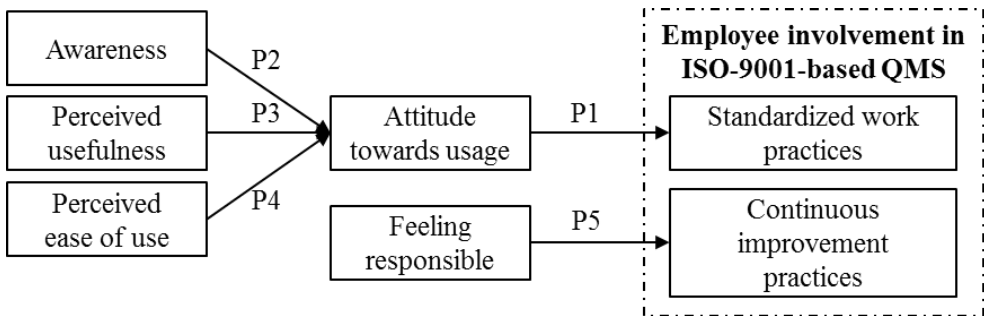 Awareness
P2
Perceived
usefulness
P3
Perceived
ease of use
P4
Attitude
towards usage
P1
Feeling
responsible
P5
Employee involvement in
ISO-9001-based QMS
Standardized work
practices
Continuous
improvement
practices